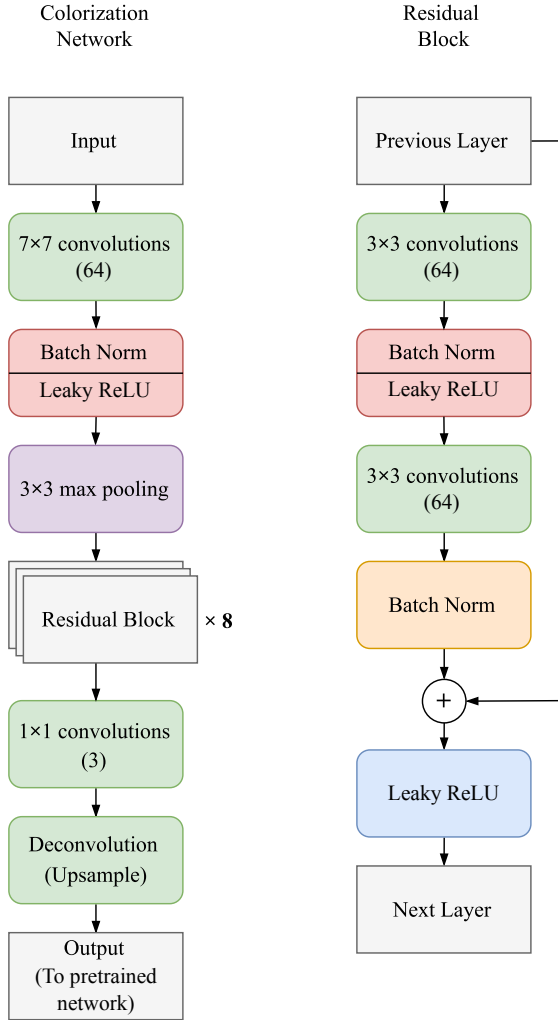 Colorization
Network
Input
7×7 convolutions
(64)
Batch Norm
Leaky ReLU
3×3 max pooling
Residual Block
× 8
1×1 convolutions
(3)
Deconvolution
(Upsample)
Output
(To pretrained
network)
Residual
Block
Previous Layer
3×3 convolutions
(64)
Batch Norm
Leaky ReLU
3×3 convolutions
(64)
Batch Norm
+
Leaky ReLU
Next Layer